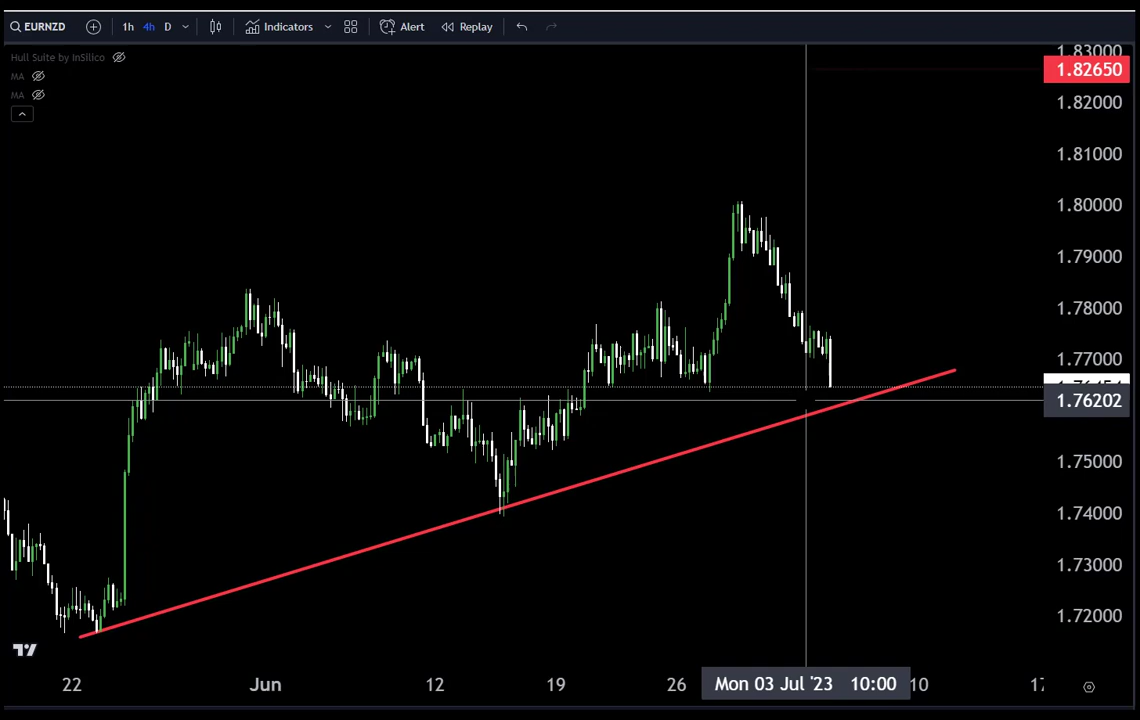 EURNZD 1h 4h D Indicators Alert Replay
Hull Suite by InSilico
MA
MA
1.83000
1.82650
1.82000
1.81000
1.80000
1.79000
1.78000
1.77000
1.76202
1.75000
1.74000
1.73000
1.72000
22 Jun 12 19 26 Mon 03 Jul '23 10:00 10